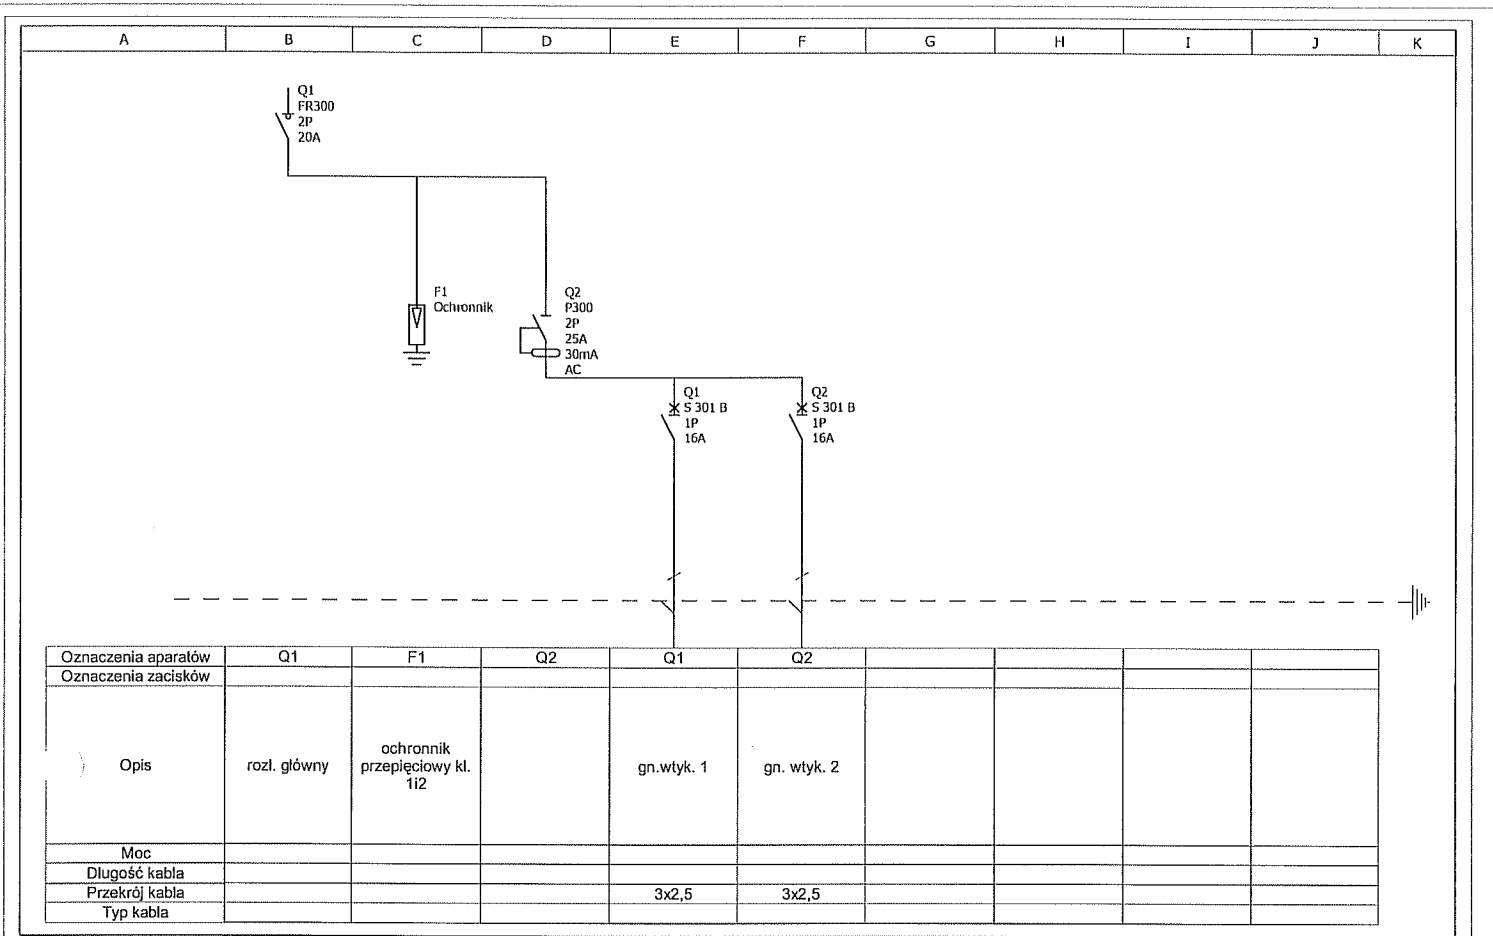 A B C D E F G H I J K
Q1
FR300
2P
20A
F1
Ochronnik
Q2
P300
2P
25A
30mA
AC
Q1
S 301 B
1P
16A
Q2
S 301 B
1P
16A
Oznaczenia aparatów Q1 F1 Q2 Q1 Q2
Oznaczenia zacisków
Opis
rozł. główny
ochronnik
przepięciowy kl.
1i2
gn.wtyk. 1
gn. wtyk. 2
Moc
Długość kabla
Przekrój kabla 3x2,5 3x2,5
Typ kabla